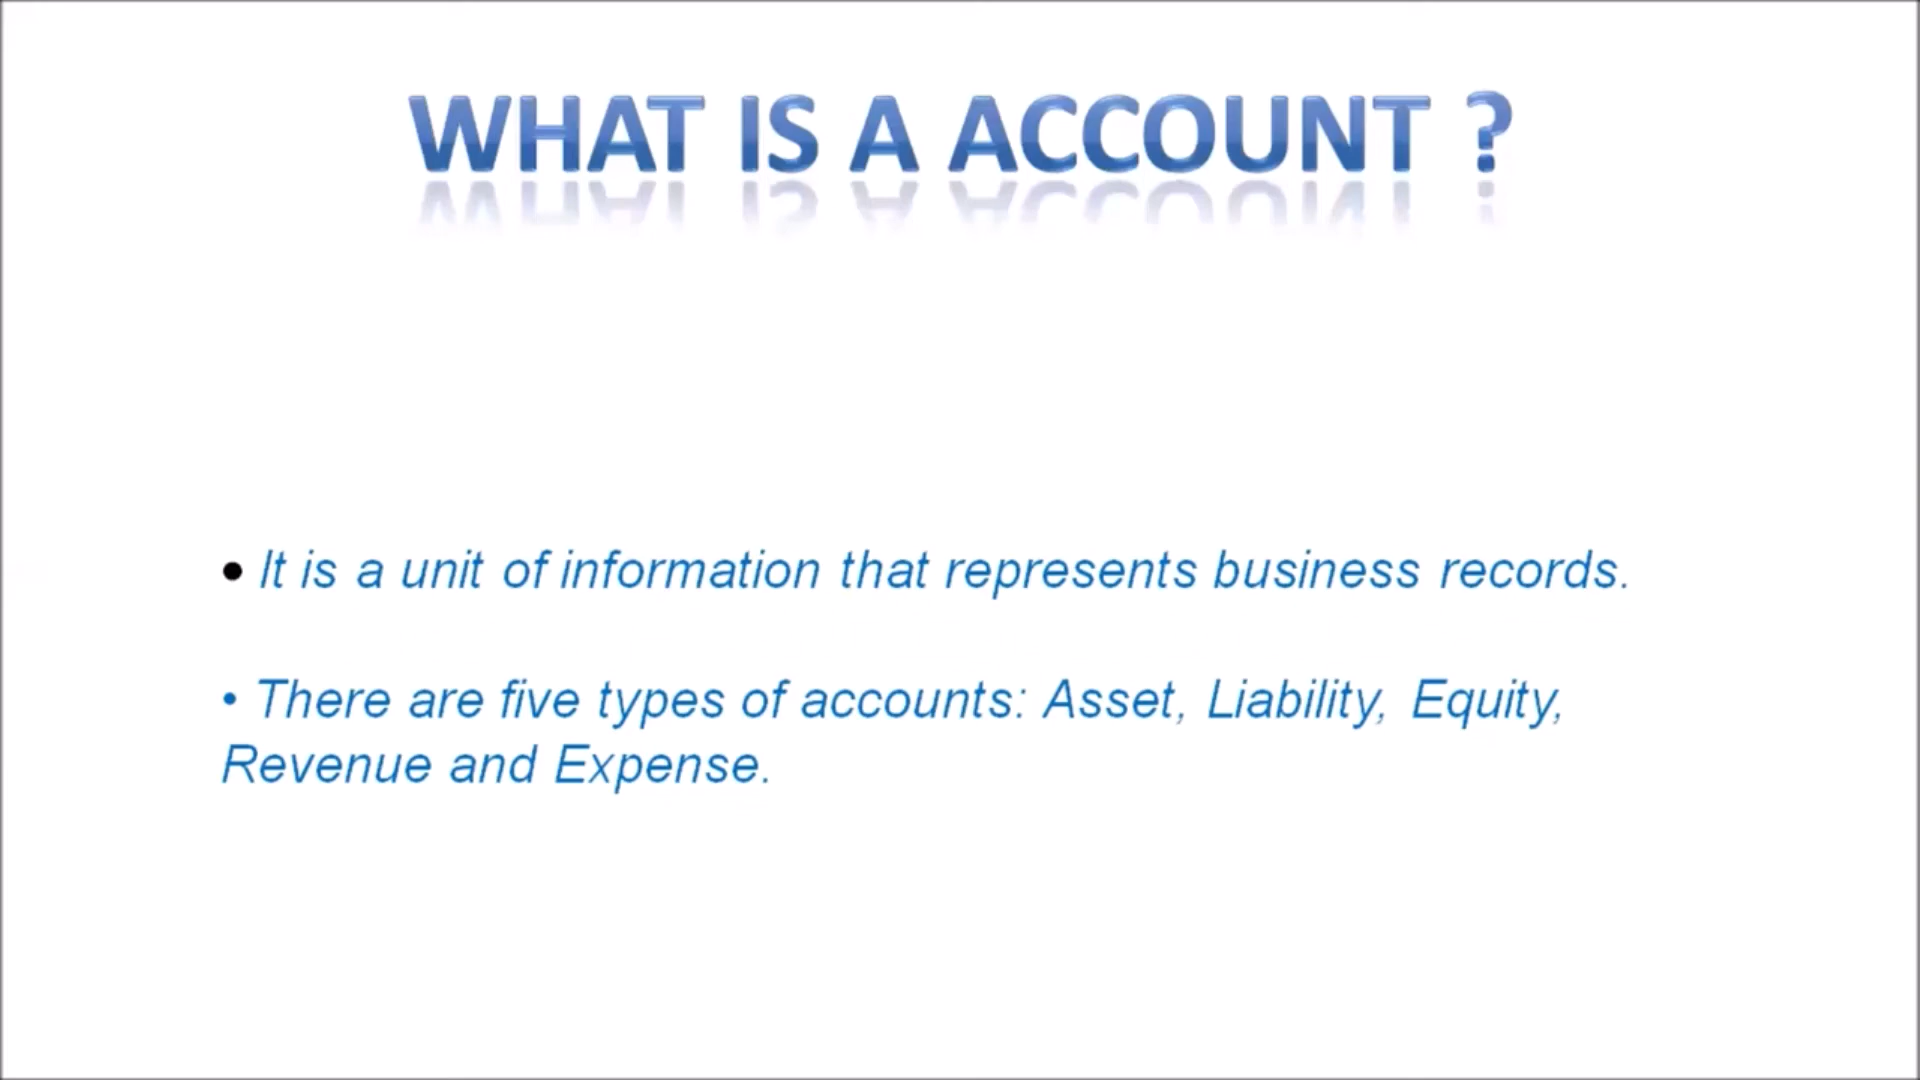 WHAT IS A ACCOUNT ?
• It is a unit of information that represents business records.
• There are five types of accounts: Asset, Liability, Equity,
Revenue and Expense.